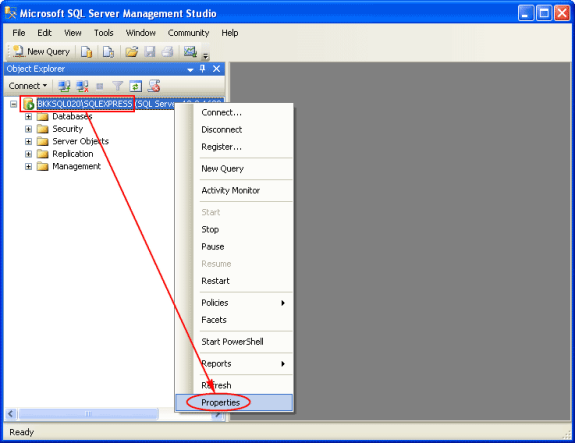 Microsoft SQL Server Management Studio
File Edit View Tools Window Community Help
New Query
Object Explorer
Connect
BKKSQL020\SQLEXPRESS (SQL Server
Databases
Security
Server Objects
Replication
Management
Connect...
Disconnect
Register...
New Query
Activity Monitor
Start
Stop
Pause
Resume
Restart
Policies
Facets
Start PowerShell
Reports
Refresh
Properties
Ready